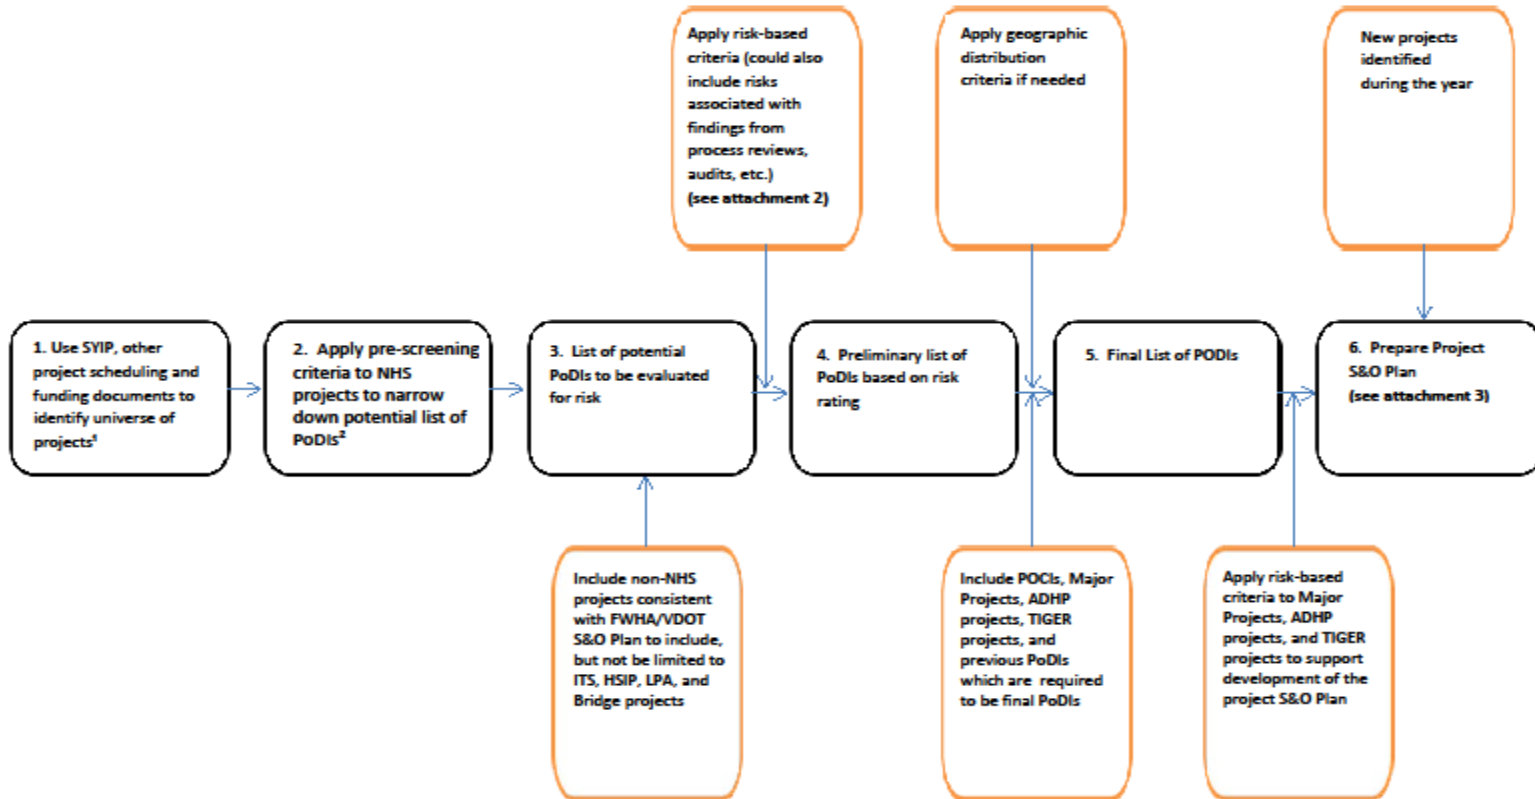 Apply risk-based
criteria (could also
include risks
associated with
findings from
process reviews,
audits, etc.)
(see attachment 2)
Apply geographic
distribution
criteria if needed
New projects
identified
during the year
1. Use SYIP, other
project scheduling and
funding documents to
identify universe of
projects¹
2. Apply pre-screening
criteria to NHS
projects to narrow
down potential list of
PoDIs²
3. List of potential
PoDIs to be evaluated
for risk
4. Preliminary list of
PoDIs based on risk
rating
5. Final List of PODIs
6. Prepare Project
S&O Plan
(see attachment 3)
Include non-NHS
projects consistent
with FWHA/VDOT
S&O Plan to include,
but not be limited to
ITS, HSIP, LPA, and
Bridge projects
Include POCIs, Major
Projects, ADHP
projects, TIGER
projects, and
previous PoDIs
which are required
to be final PoDIs
Apply risk-based
criteria to Major
Projects, ADHP
projects, and TIGER
projects to support
development of the
project S&O Plan